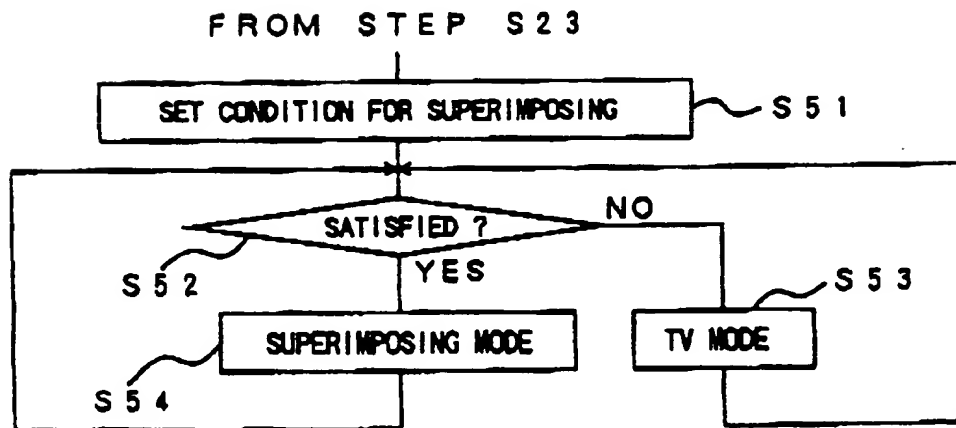 FROM STEP S23
SET CONDITION FOR SUPERIMPOSING
S51
SATISFIED ?
NO
S52
YES
S53
SUPERIMPOSING MODE
TV MODE
S54